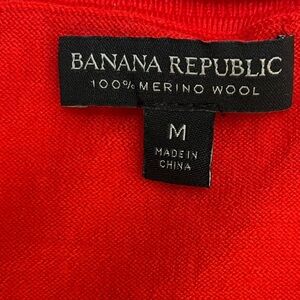 BANANA REPUBLIC
100% MERINO WOOL
M
MADE IN
CHINA